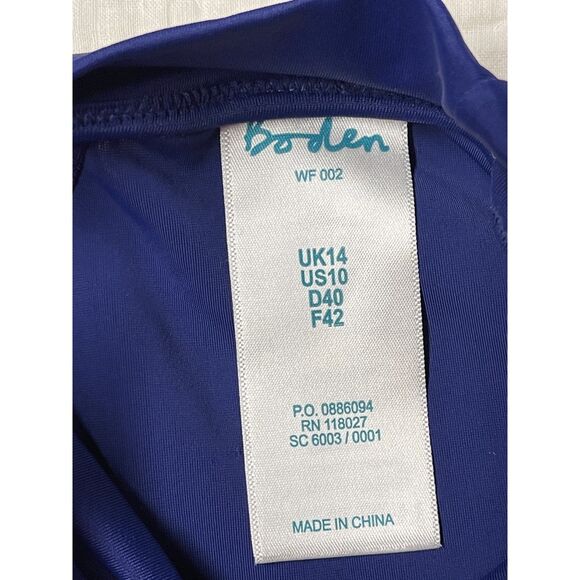 Boden
WF 002
UK14
US10
D40
F42
P.O. 0886094
RN 118027
SC 6003 / 0001
MADE IN CHINA